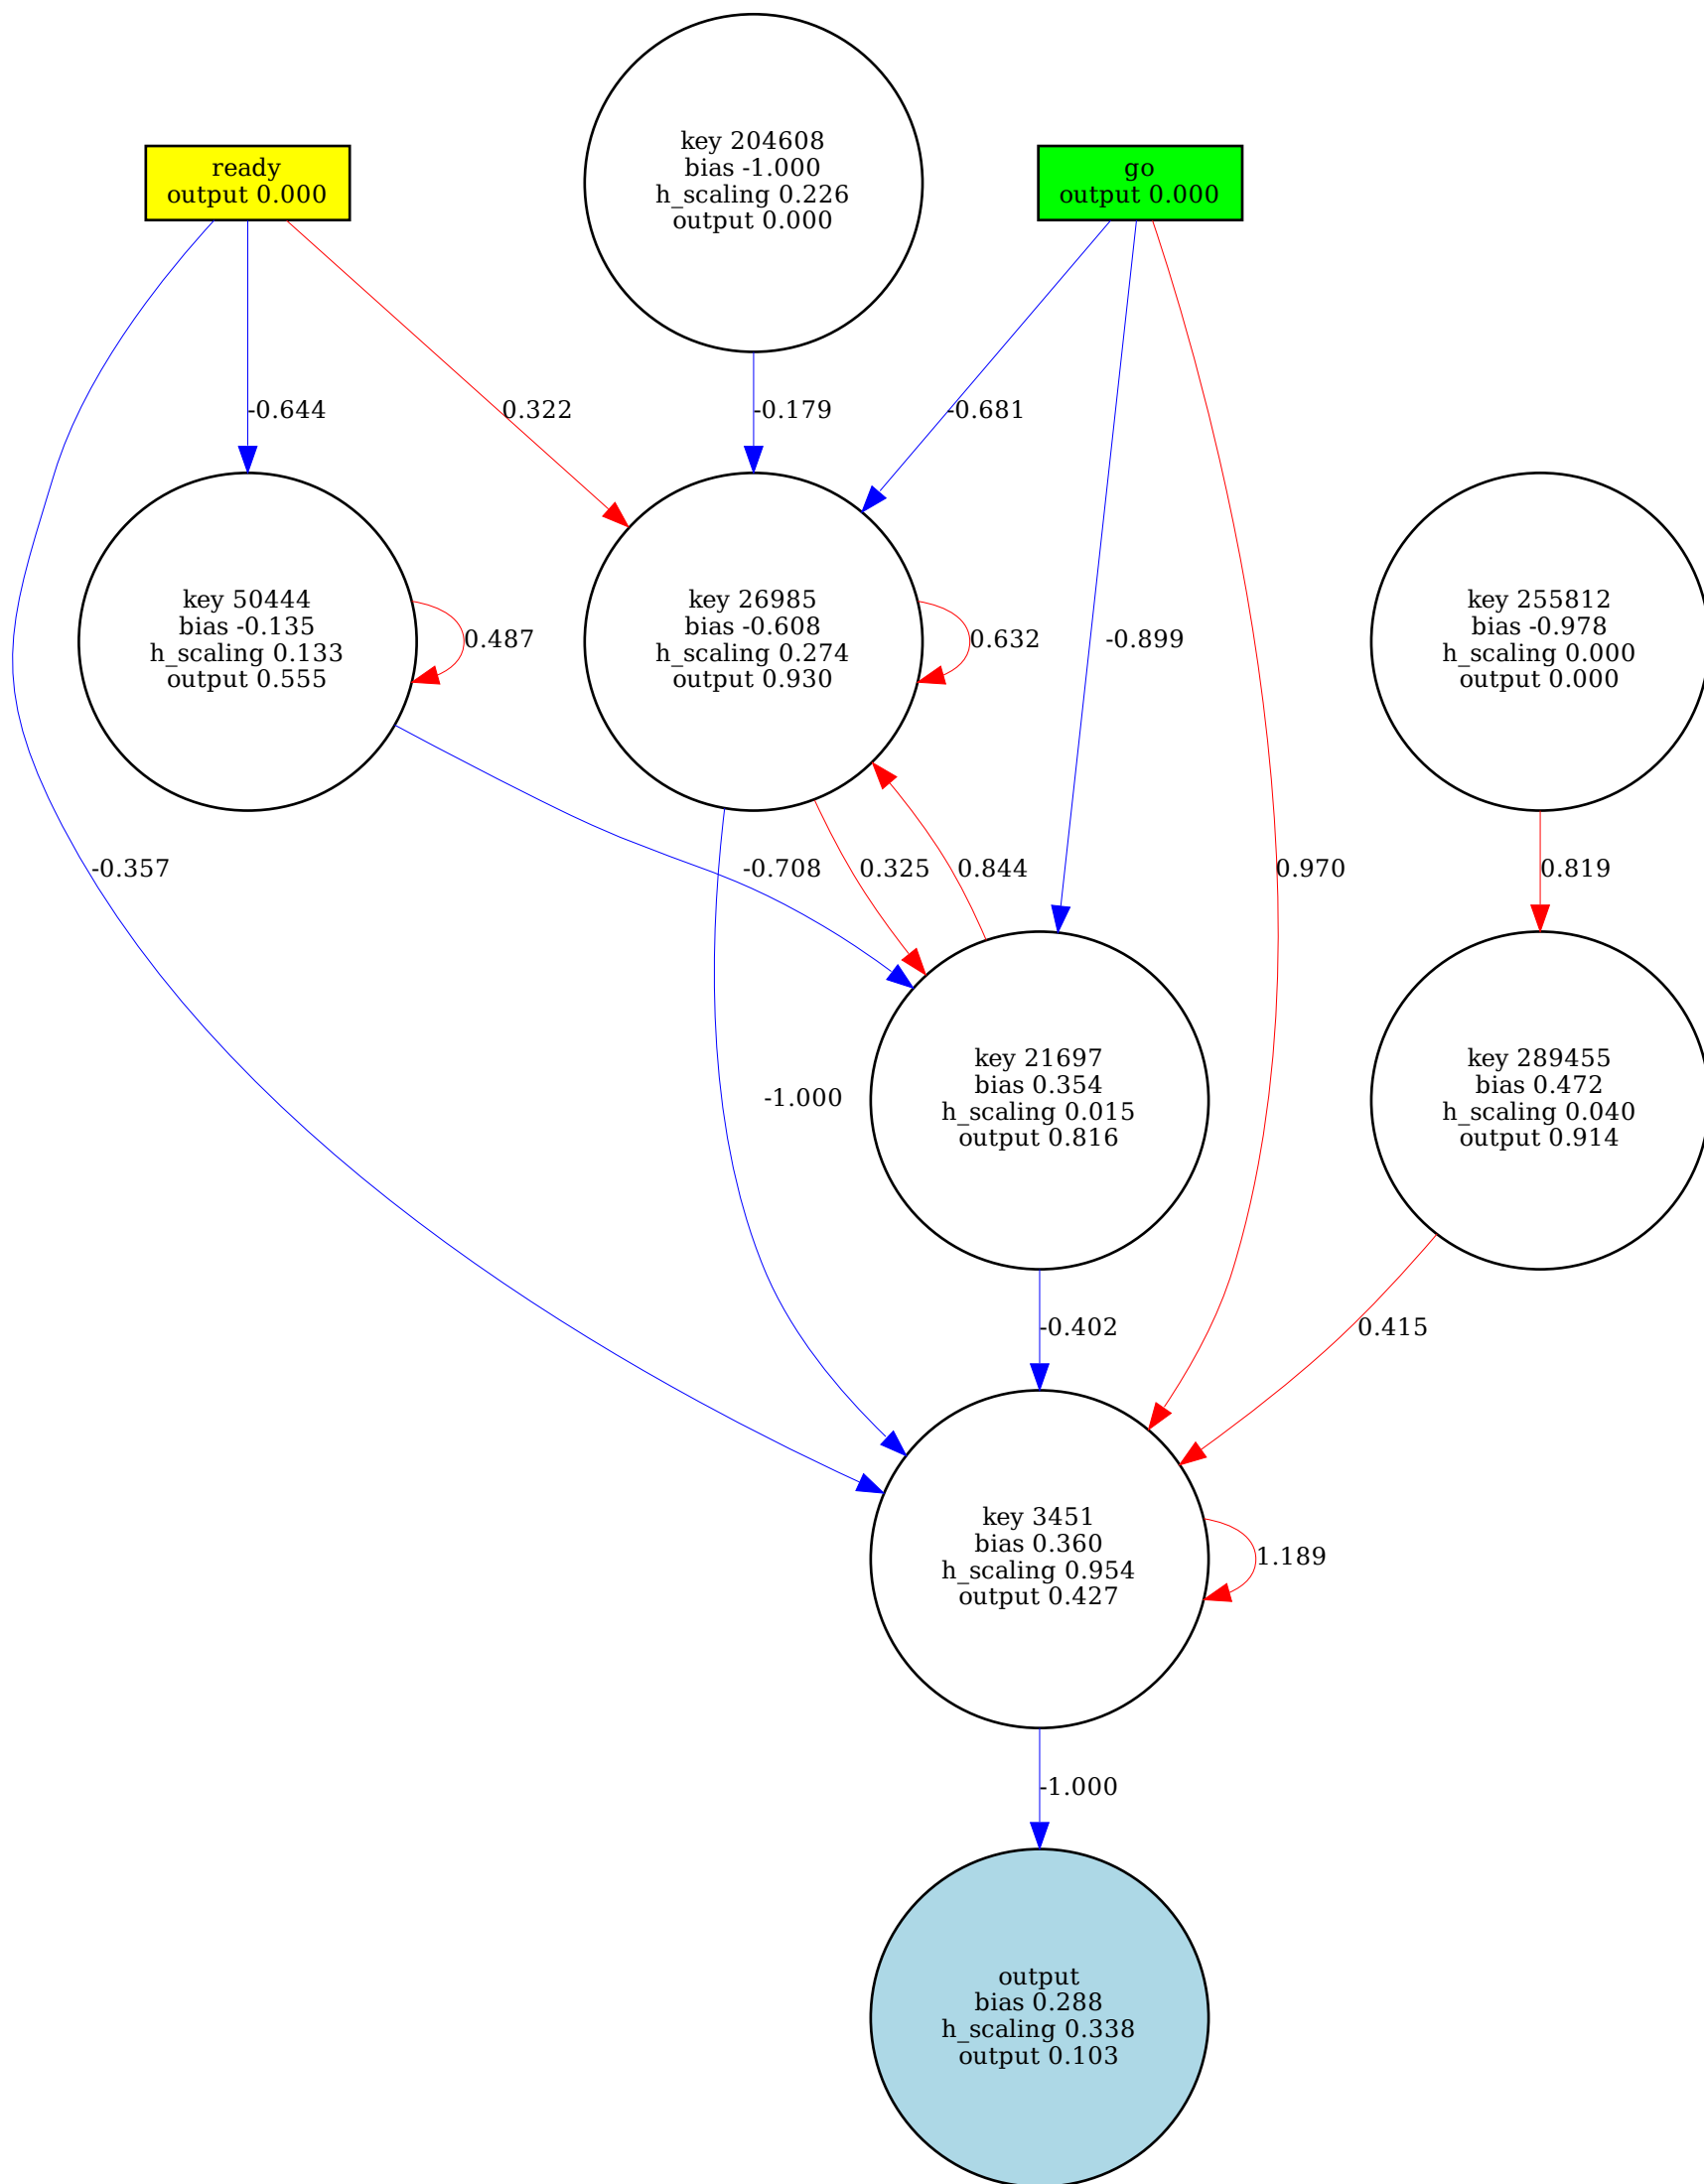 key 204608
bias -1.000
h_scaling 0.226
output 0.000
ready
output 0.000
go
output 0.000
-0.644
0.322
-0.179
-0.681
key 50444
bias -0.135
h_scaling 0.133
output 0.555
0.487
key 26985
bias -0.608
h_scaling 0.274
output 0.930
0.632
-0.899
key 255812
bias -0.978
h_scaling 0.000
output 0.000
-0.357
-0.708
0.325
0.844
0.970
0.819
-1.000
key 21697
bias 0.354
h_scaling 0.015
output 0.816
key 289455
bias 0.472
h_scaling 0.040
output 0.914
-0.402
0.415
key 3451
bias 0.360
h_scaling 0.954
output 0.427
1.189
-1.000
output
bias 0.288
h_scaling 0.338
output 0.103